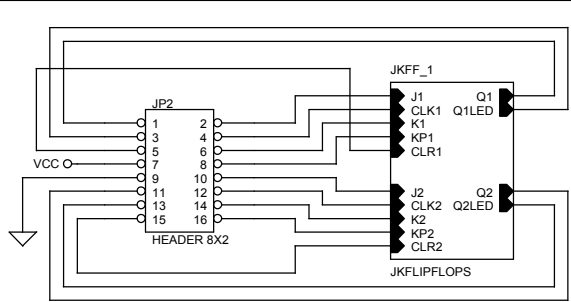 JKFF_1
JP2
J1 Q1
CLK1 Q1LED
K1
KP1
CLR1
1 2
3 4
5 6
VCC 7 8
9 10
11 12
13 14
15 16
J2 Q2
CLK2 Q2LED
K2
KP2
CLR2
HEADER 8X2
JKFLIPFLOPS